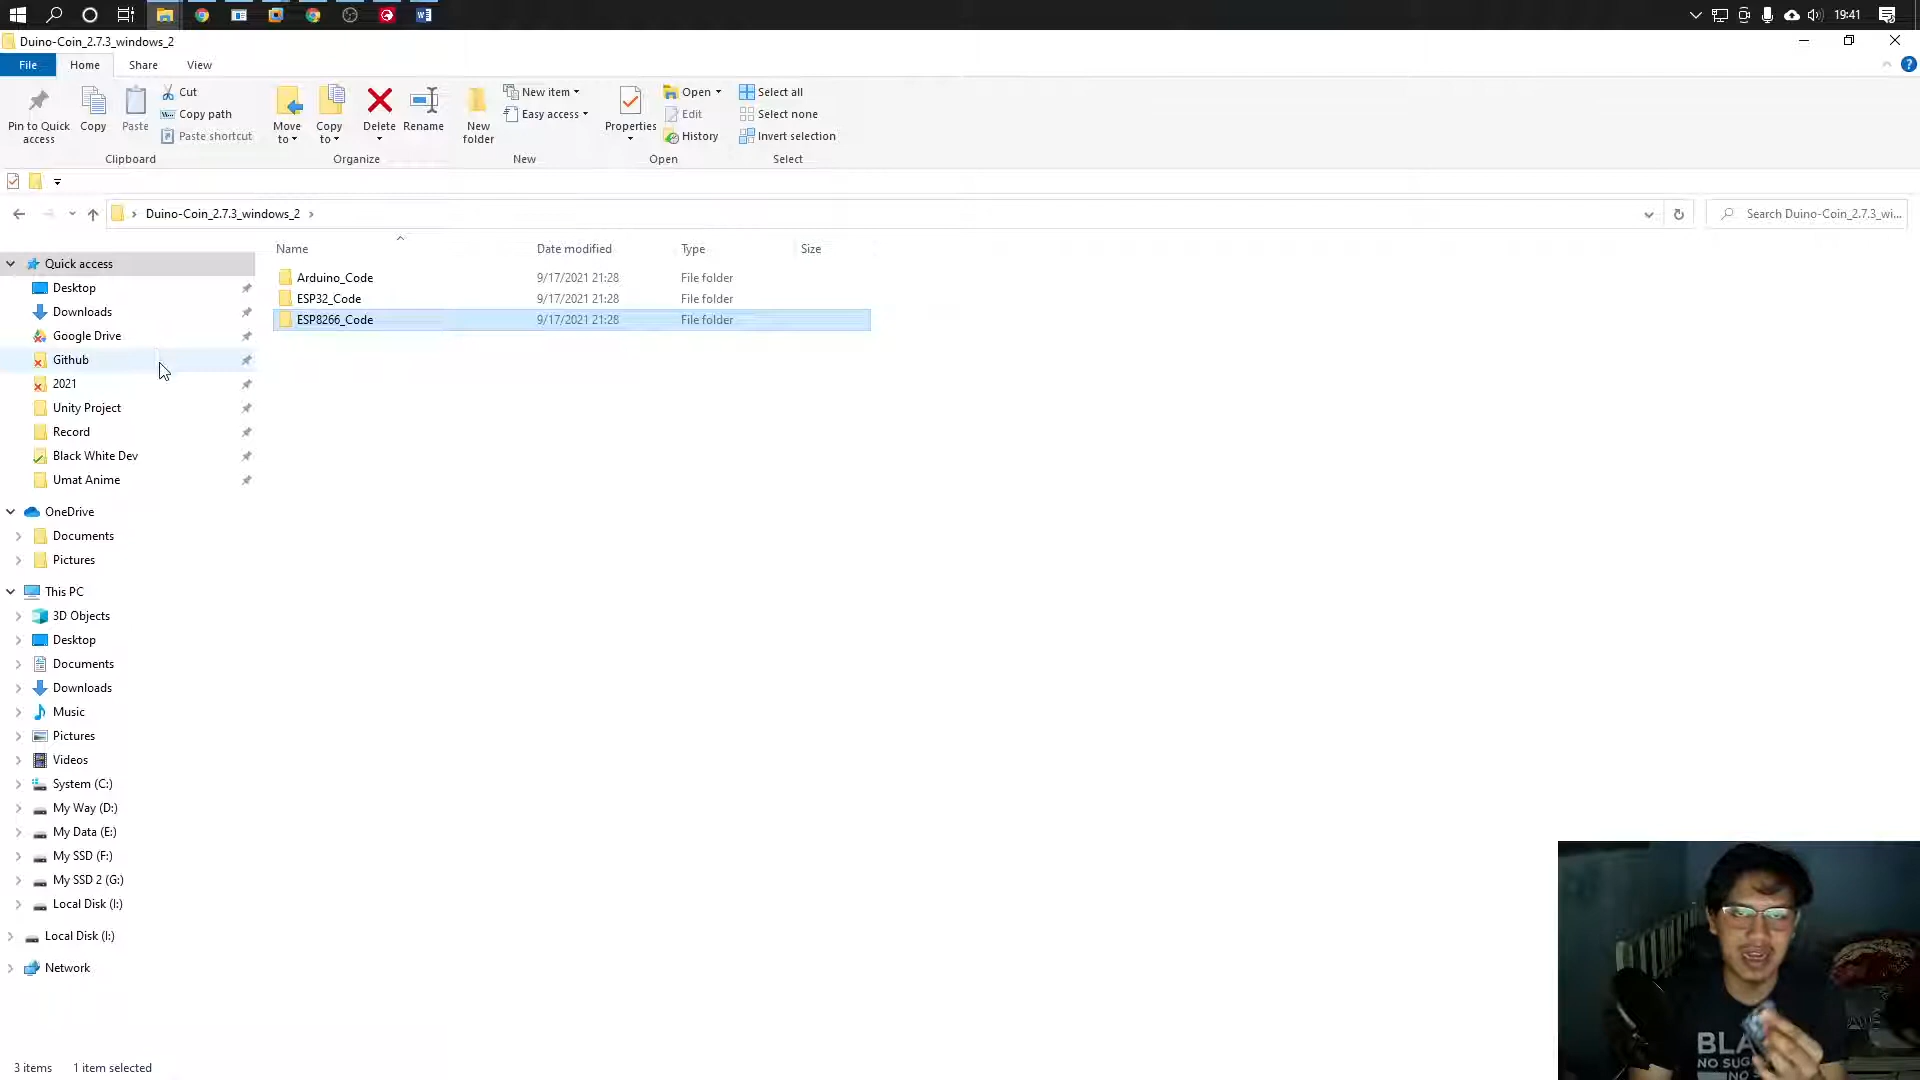 19:41
Duino-Coin_2.7.3_windows_2
File Home Share View
Pin to Quick access
Copy
Paste
Cut
Copy path
Paste shortcut
Clipboard
Move to
Copy to
Delete
Rename
Organize
New folder
New item
Easy access
New
Properties
Open
Edit
History
Open
Select all
Select none
Invert selection
Select
Duino-Coin_2.7.3_windows_2
Search Duino-Coin_2.7.3_wi...
Name Date modified Type Size
Arduino_Code 9/17/2021 21:28 File folder
ESP32_Code 9/17/2021 21:28 File folder
ESP8266_Code 9/17/2021 21:28 File folder
Quick access
Desktop
Downloads
Google Drive
Github
2021
Unity Project
Record
Black White Dev
Umat Anime
OneDrive
Documents
Pictures
This PC
3D Objects
Desktop
Documents
Downloads
Music
Pictures
Videos
System (C:)
My Way (D:)
My Data (E:)
My SSD (F:)
My SSD 2 (G:)
Local Disk (I:)
Local Disk (I:)
Network
3 items 1 item selected
BLA
NO SUG
NO